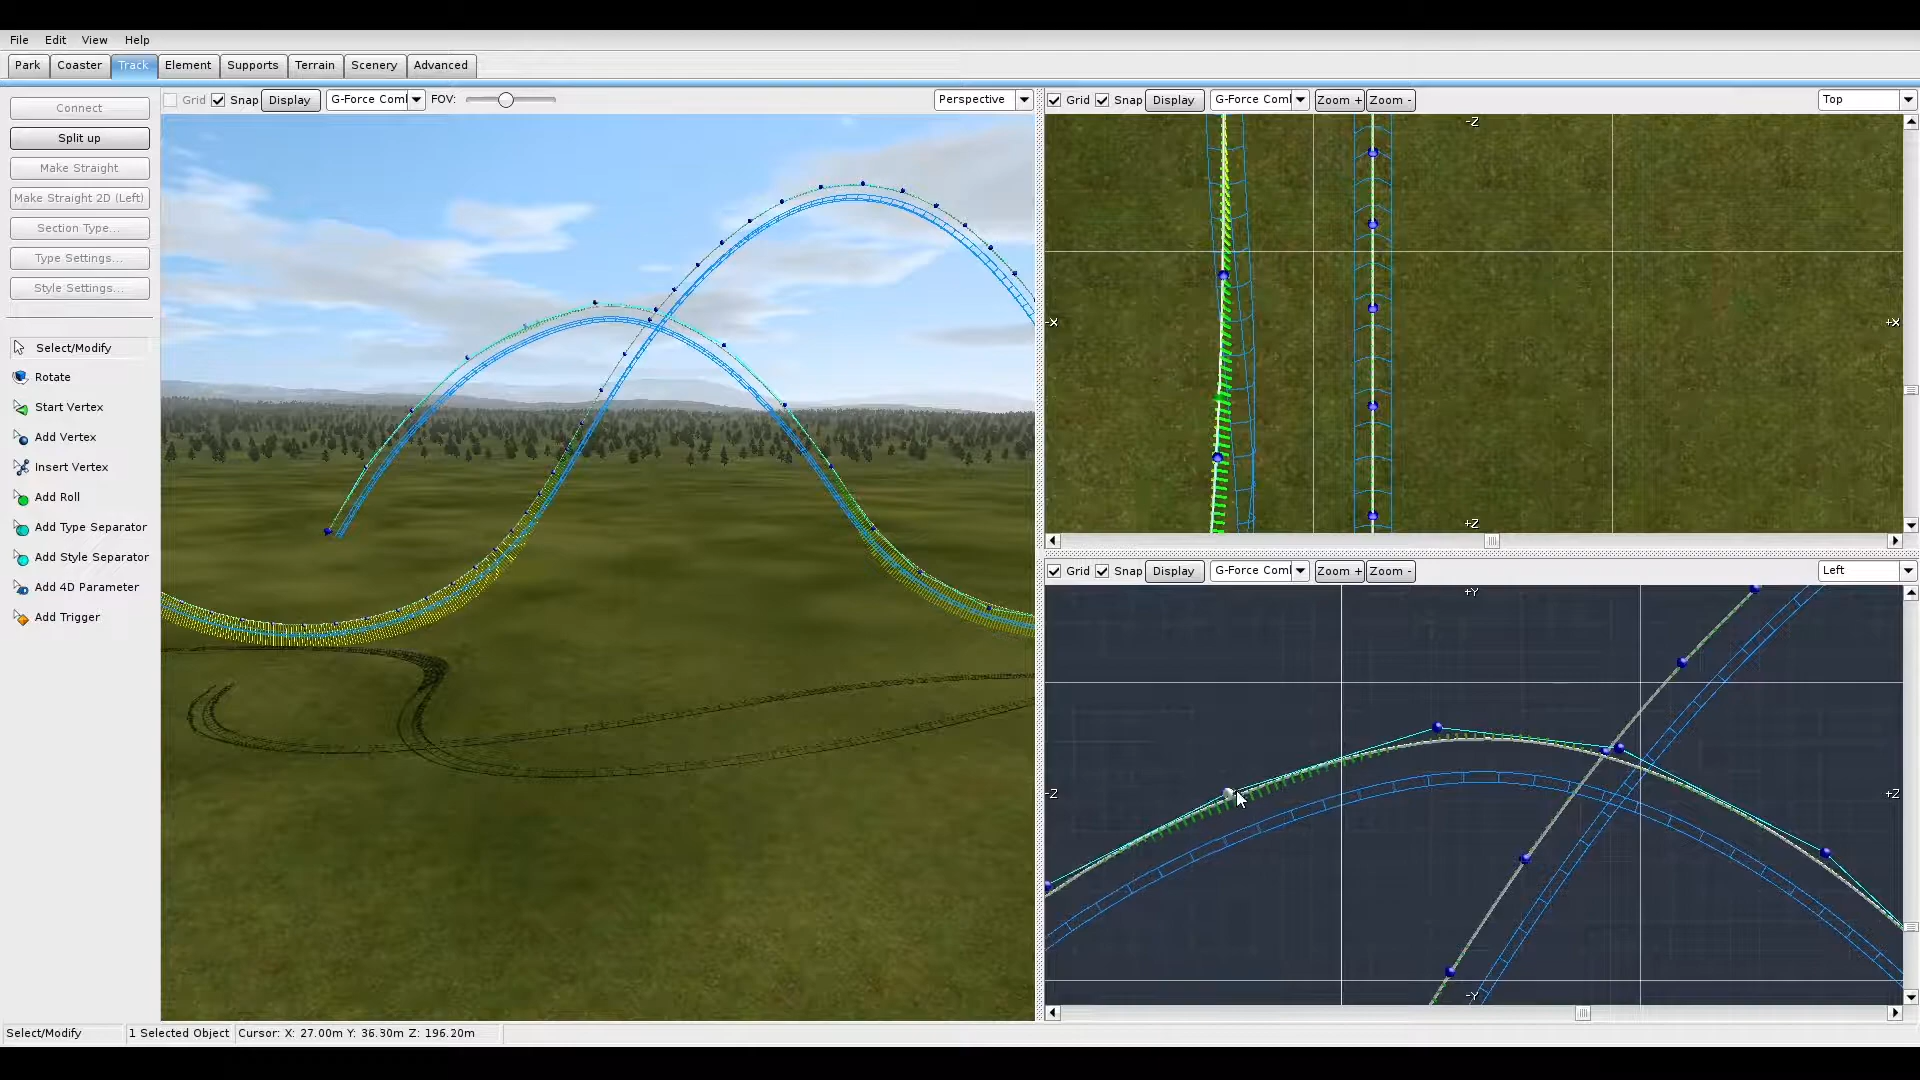 File Edit View Help
Park Coaster Track Element Supports Terrain Scenery Advanced
Connect
Split up
Make Straight
Make Straight 2D (Left)
Section Type...
Type Settings...
Style Settings...
Select/Modify
Rotate
Start Vertex
Add Vertex
Insert Vertex
Add Roll
Add Type Separator
Add Style Separator
Add 4D Parameter
Add Trigger
Grid Snap Display G-Force Coml FOV: Perspective
Grid Snap Display G-Force Coml Zoom + Zoom - Top
-Z
-X
+X
+Z
Grid Snap Display G-Force Coml Zoom + Zoom - Left
+Y
-Z
+Z
-Y
Select/Modify 1 Selected Object Cursor: X: 27.00m Y: 36.30m Z: 196.20m